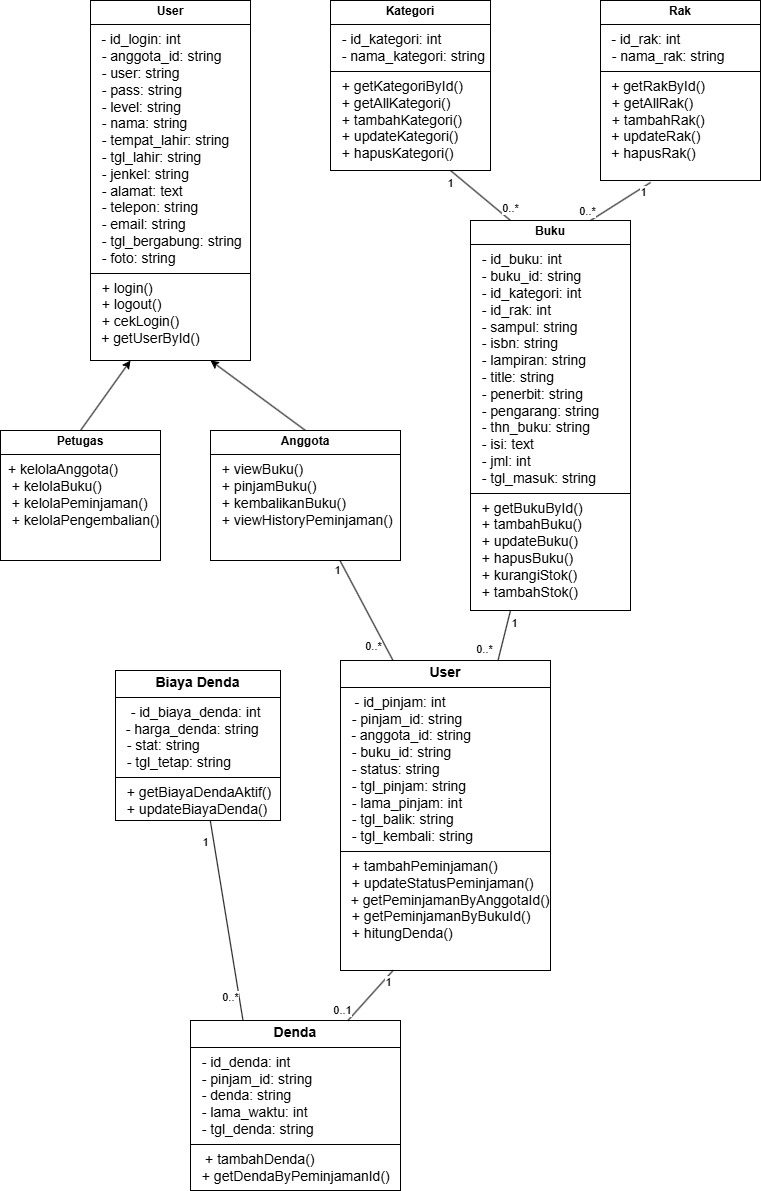 User
- id_login: int
- anggota_id: string
- user: string
- pass: string
- level: string
- nama: string
- tempat_lahir: string
- tgl_lahir: string
- jenkel: string
- alamat: text
- telepon: string
- email: string
- tgl_bergabung: string
- foto: string
+ login()
+ logout()
+ cekLogin()
+ getUserById()
Kategori
- id_kategori: int
- nama_kategori: string
+ getKategoriById()
+ getAllKategori()
+ tambahKategori()
+ updateKategori()
+ hapusKategori()
Rak
- id_rak: int
- nama_rak: string
+ getRakById()
+ getAllRak()
+ tambahRak()
+ updateRak()
+ hapusRak()
1
0..*
1
0..*
Buku
- id_buku: int
- buku_id: string
- id_kategori: int
- id_rak: int
- sampul: string
- isbn: string
- lampiran: string
- title: string
- penerbit: string
- pengarang: string
- thn_buku: string
- isi: text
- jml: int
- tgl_masuk: string
+ getBukuById()
+ tambahBuku()
+ updateBuku()
+ hapusBuku()
+ kurangiStok()
+ tambahStok()
Petugas
+ kelolaAnggota()
+ kelolaBuku()
+ kelolaPeminjaman()
+ kelolaPengembalian()
Anggota
+ viewBuku()
+ pinjamBuku()
+ kembalikanBuku()
+ viewHistoryPeminjaman()
1
0..*
1
0..*
User
- id_pinjam: int
- pinjam_id: string
- anggota_id: string
- buku_id: string
- status: string
- tgl_pinjam: string
- lama_pinjam: int
- tgl_balik: string
- tgl_kembali: string
+ tambahPeminjaman()
+ updateStatusPeminjaman()
+ getPeminjamanByAnggotaId()
+ getPeminjamanByBukuId()
+ hitungDenda()
Biaya Denda
- id_biaya_denda: int
- harga_denda: string
- stat: string
- tgl_tetap: string
+ getBiayaDendaAktif()
+ updateBiayaDenda()
1
0..*
1
0..1
Denda
- id_denda: int
- pinjam_id: string
- denda: string
- lama_waktu: int
- tgl_denda: string
+ tambahDenda()
+ getDendaByPeminjamanId()